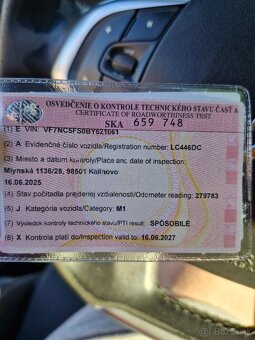 OSVEDČENIE O KONTROLE TECHNICKÉHO STAVU ČASŤ A
CERTIFICATE OF ROADWORTHINESS TEST
SKA 659 748
(1) E VIN: VF7NC5FS0BY521061
(2) A Evidenčné číslo vozidla/Registration number: LC446DC
(3) Miesto a dátum kontroly/Place and date of inspection:
Mlynská 1136/28, 98501 Kalinovo
16.06.2025
(4) Stav počítadla prejdenej vzdialenosti/Odometer reading: 279783
(5) J Kategória vozidla/Category: M1
(7) Výsledok kontroly technického stavu/PTI result: SPÔSOBILÉ
(8) X Kontrola platí do/Inspection valid to: 16.06.2027